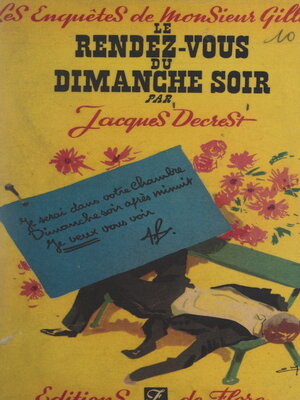 Les Enquêtes de Monsieur Gill
10
LE
RENDEZ-VOUS
DU
DIMANCHE SOIR
PAR
Jacques Decrest
Je serai dans votre chambre
Dimanche soir après minuit
Je veux vous voir
Editions F de Flore